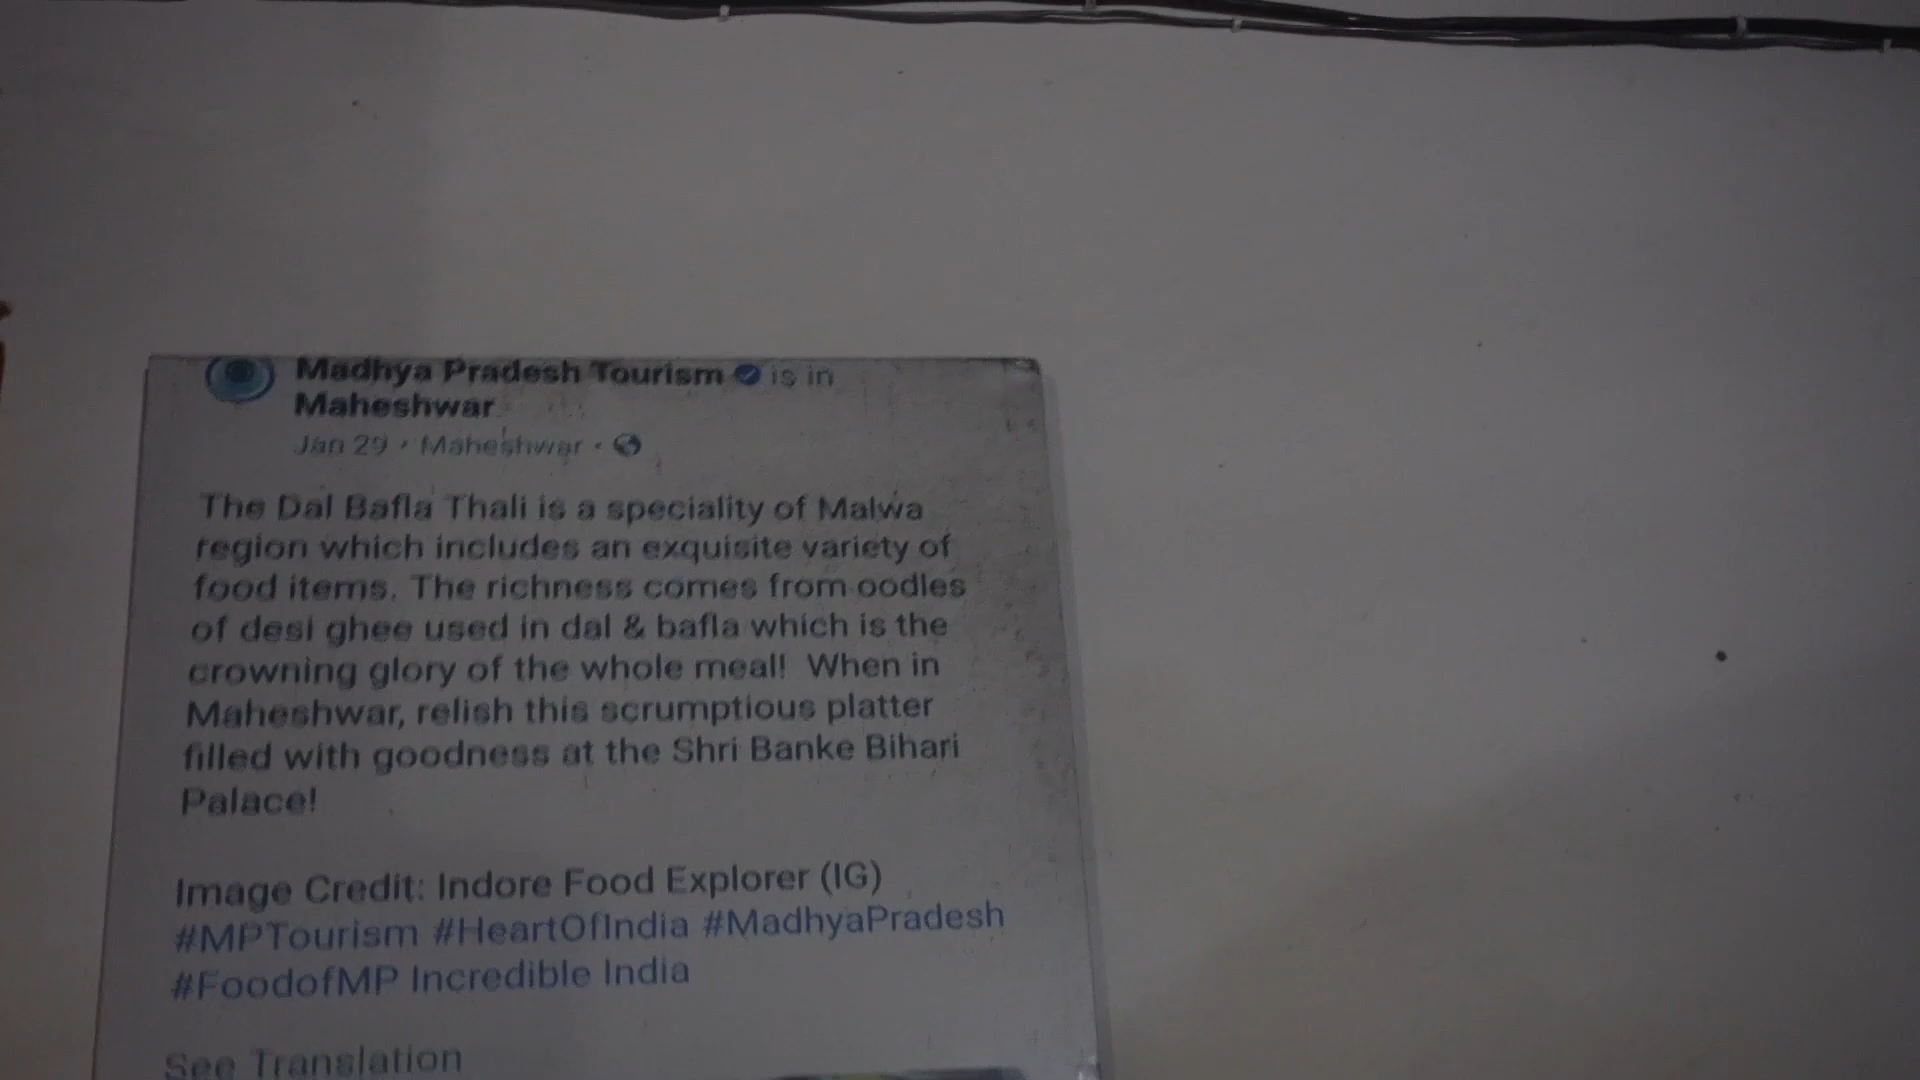 Madhya Pradesh Tourism is in
Maheshwar
Jan 29 · Maheshwar ·
The Dal Bafla Thali is a speciality of Malwa
region which includes an exquisite variety of
food items. The richness comes from oodles
of desi ghee used in dal & bafla which is the
crowning glory of the whole meal! When in
Maheshwar, relish this scrumptious platter
filled with goodness at the Shri Banke Bihari
Palace!
Image Credit: Indore Food Explorer (IG)
#MPTourism #HeartOfIndia #MadhyaPradesh
#FoodofMP Incredible India
See Translation